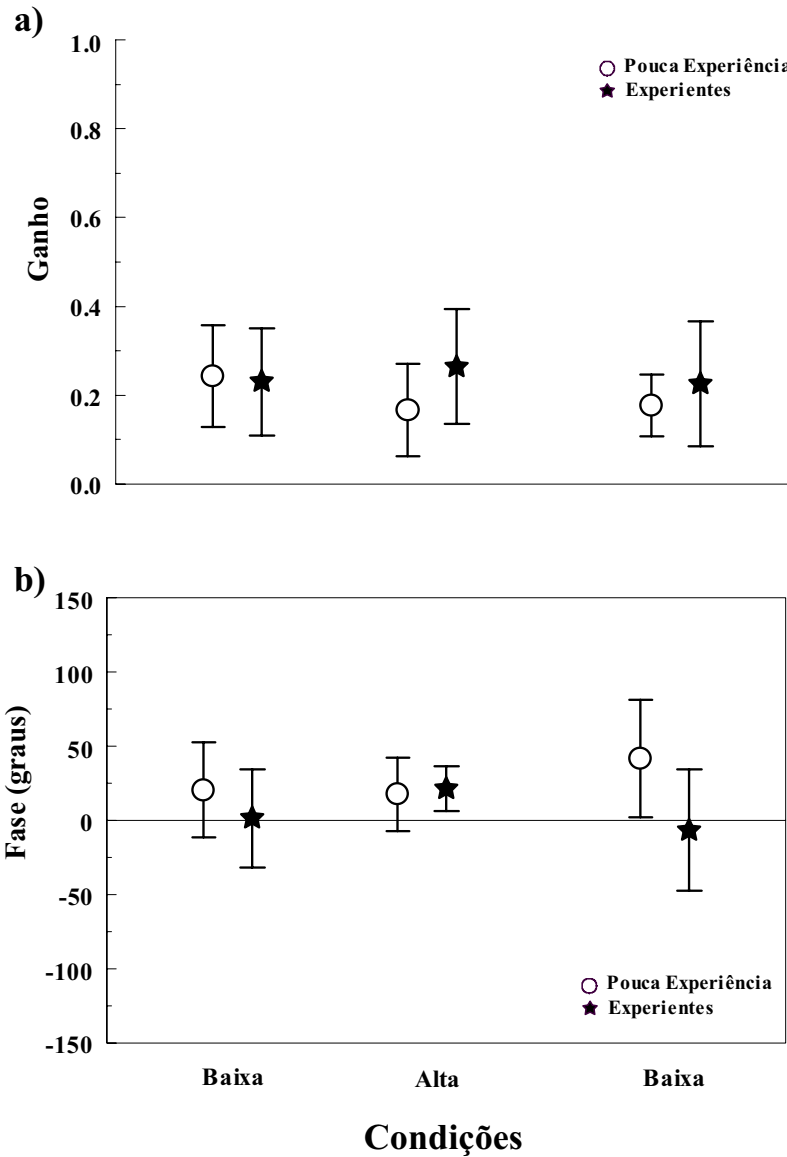 a)
1.0
0.8
0.6
0.4
0.2
0.0
Ganho
Pouca Experiência
Experientes
b)
150
100
50
0
-50
-100
-150
Fase (graus)
Pouca Experiência
Experientes
Baixa Alta Baixa
Condições